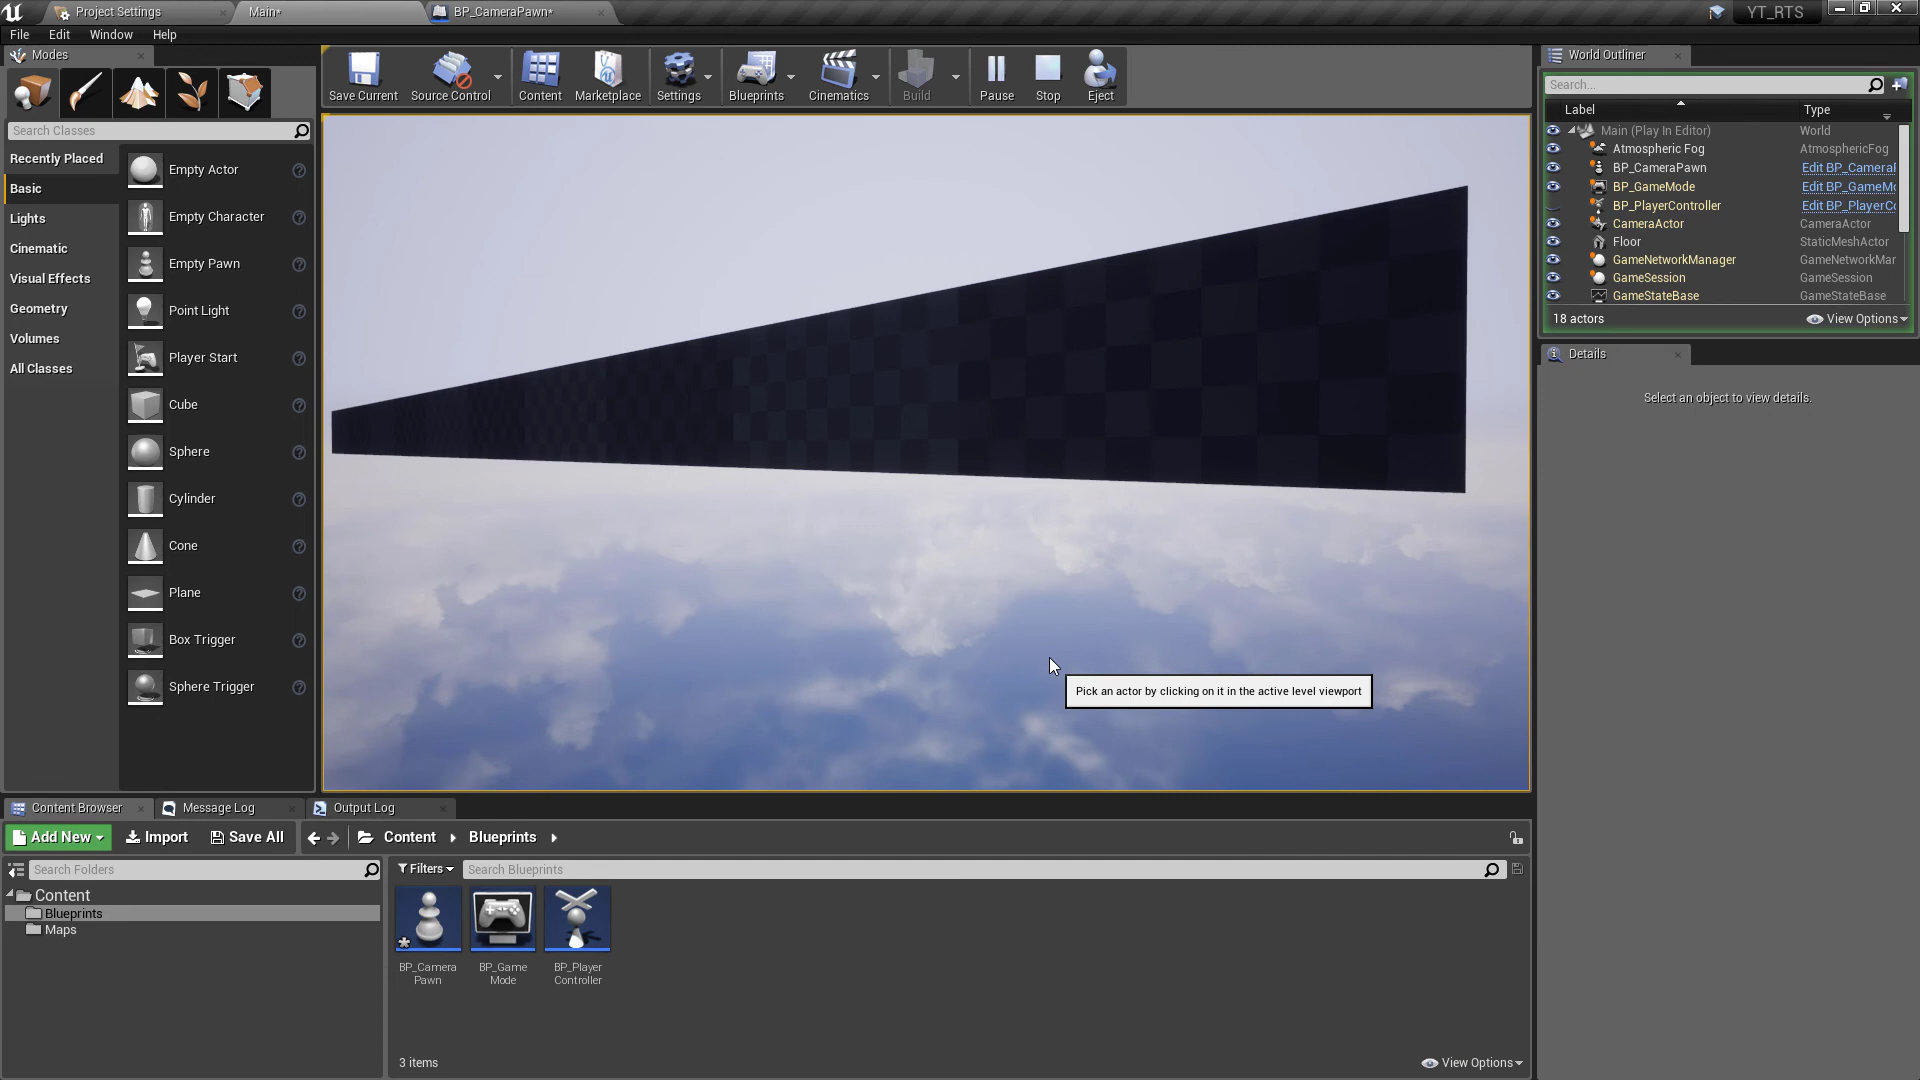 Project Settings
Main*
BP_CameraPawn*
YT_RTS
File Edit Window Help
Modes
Save Current
Source Control
Content
Marketplace
Settings
Blueprints
Cinematics
Build
Pause
Stop
Eject
Search Classes
Recently Placed
Basic
Lights
Cinematic
Visual Effects
Geometry
Volumes
All Classes
Empty Actor
Empty Character
Empty Pawn
Point Light
Player Start
Cube
Sphere
Cylinder
Cone
Plane
Box Trigger
Sphere Trigger
Pick an actor by clicking on it in the active level viewport
World Outliner
Search...
Label Type
Main (Play In Editor) World
Atmospheric Fog AtmosphericFog
BP_CameraPawn Edit BP_Camera
BP_GameMode Edit BP_GameMo
BP_PlayerController Edit BP_PlayerCo
CameraActor CameraActor
Floor StaticMeshActor
GameNetworkManager GameNetworkMar
GameSession GameSession
GameStateBase GameStateBase
18 actors View Options
Details
Select an object to view details.
Content Browser
Message Log
Output Log
Add New Import Save All Content Blueprints
Search Folders
Content
Blueprints
Maps
Filters Search Blueprints
BP_Camera
Pawn
BP_Game
Mode
BP_Player
Controller
3 items View Options